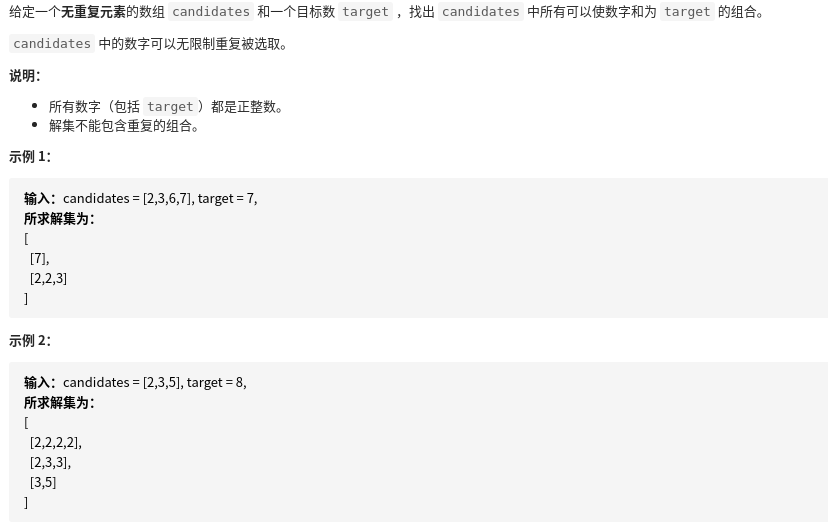 给定一个无重复元素的数组 candidates 和一个目标数 target ，找出 candidates 中所有可以使数字和为 target 的组合。
candidates 中的数字可以无限制重复被选取。
说明：
所有数字（包括 target）都是正整数。
解集不能包含重复的组合。
示例 1：
输入：candidates = [2,3,6,7], target = 7,
所求解集为：
[
[7],
[2,2,3]
]
示例 2：
输入：candidates = [2,3,5], target = 8,
所求解集为：
[
[2,2,2,2],
[2,3,3],
[3,5]
]